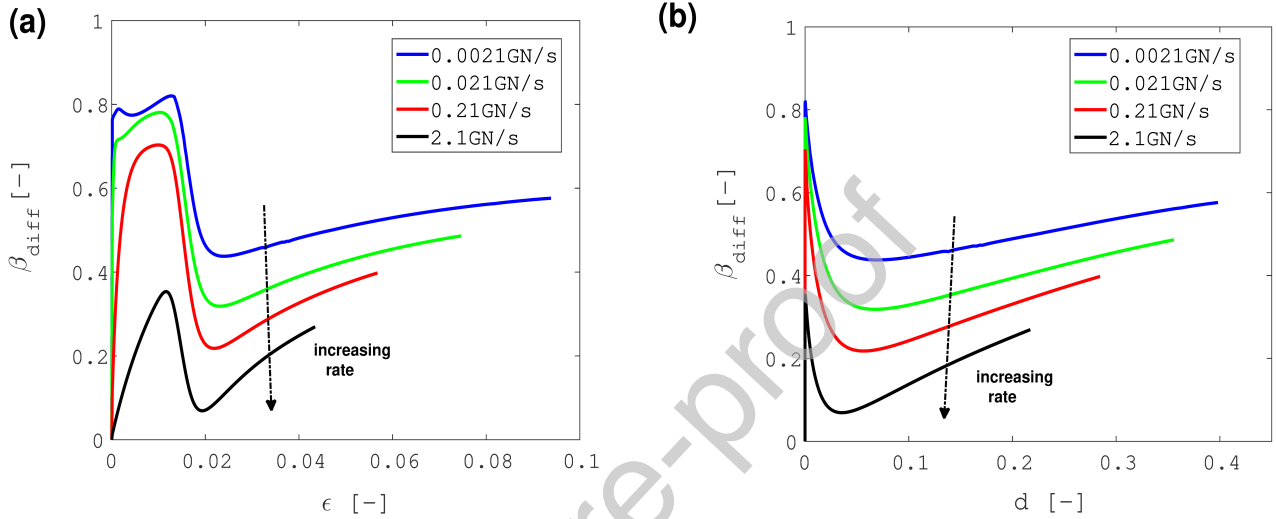 (a)
1
0.8
0.6
0.4
0.2
0
0
0.02
0.04
0.06
0.08
0.1
β_diff [-]
ϵ [-]
0.0021GN/s
0.021GN/s
0.21GN/s
2.1GN/s
increasing
rate
(b)
1
0.8
0.6
0.4
0.2
0
0
0.1
0.2
0.3
0.4
β_diff [-]
d [-]
0.0021GN/s
0.021GN/s
0.21GN/s
2.1GN/s
increasing
rate
re-proof